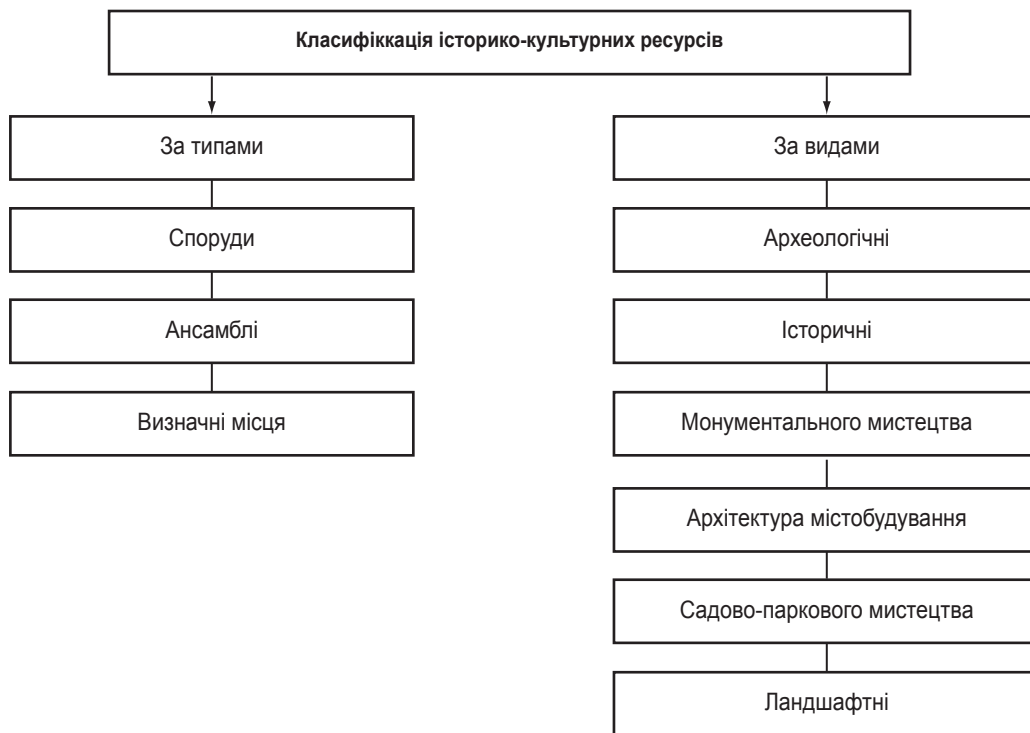 Класифіккація історико-культурних ресурсів
За типами
Споруди
Ансамблі
Визначні місця
За видами
Археологічні
Історичні
Монументального мистецтва
Архітектура містобудування
Садово-паркового мистецтва
Ландшафтні